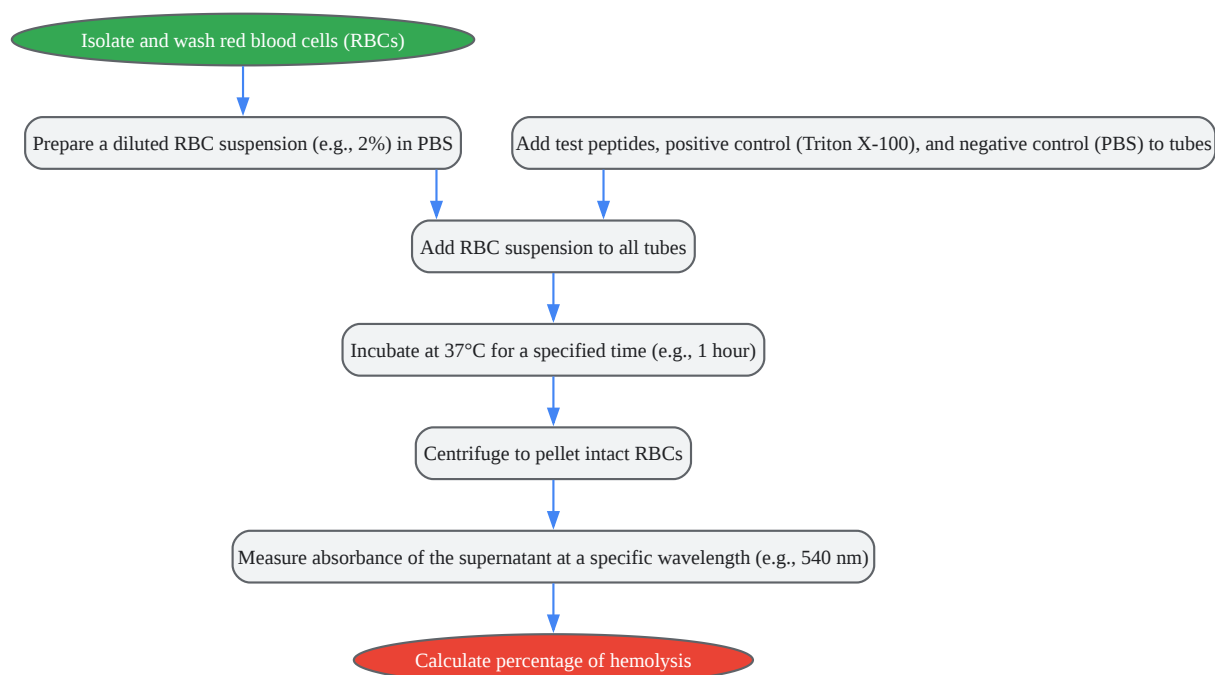 Isolate and wash red blood cells (RBCs)
Prepare a diluted RBC suspension (e.g., 2%) in PBS
Add test peptides, positive control (Triton X-100), and negative control (PBS) to tubes
Add RBC suspension to all tubes
Incubate at 37°C for a specified time (e.g., 1 hour)
Centrifuge to pellet intact RBCs
Measure absorbance of the supernatant at a specific wavelength (e.g., 540 nm)
Calculate percentage of hemolysis